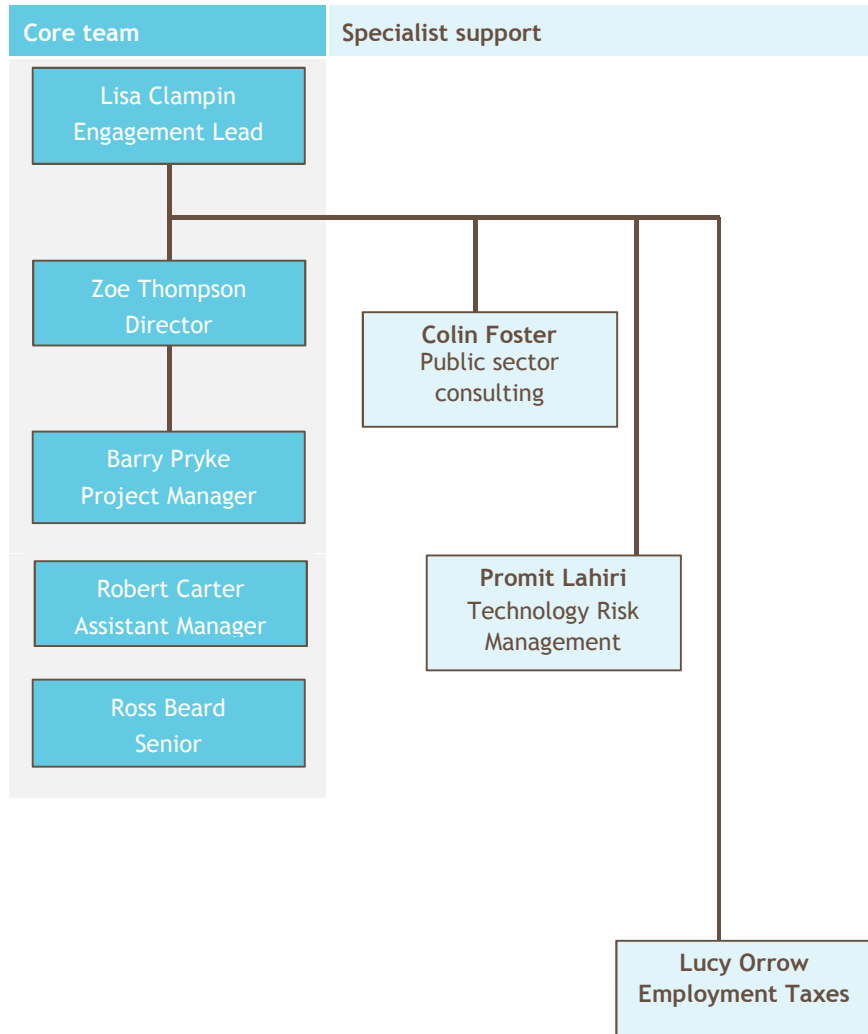 Core team
Specialist support
Lisa Clampin
Engagement Lead
Zoe Thompson
Director
Colin Foster
Public sector
consulting
Barry Pryke
Project Manager
Robert Carter
Assistant Manager
Promit Lahiri
Technology Risk
Management
Ross Beard
Senior
Lucy Orrow
Employment Taxes